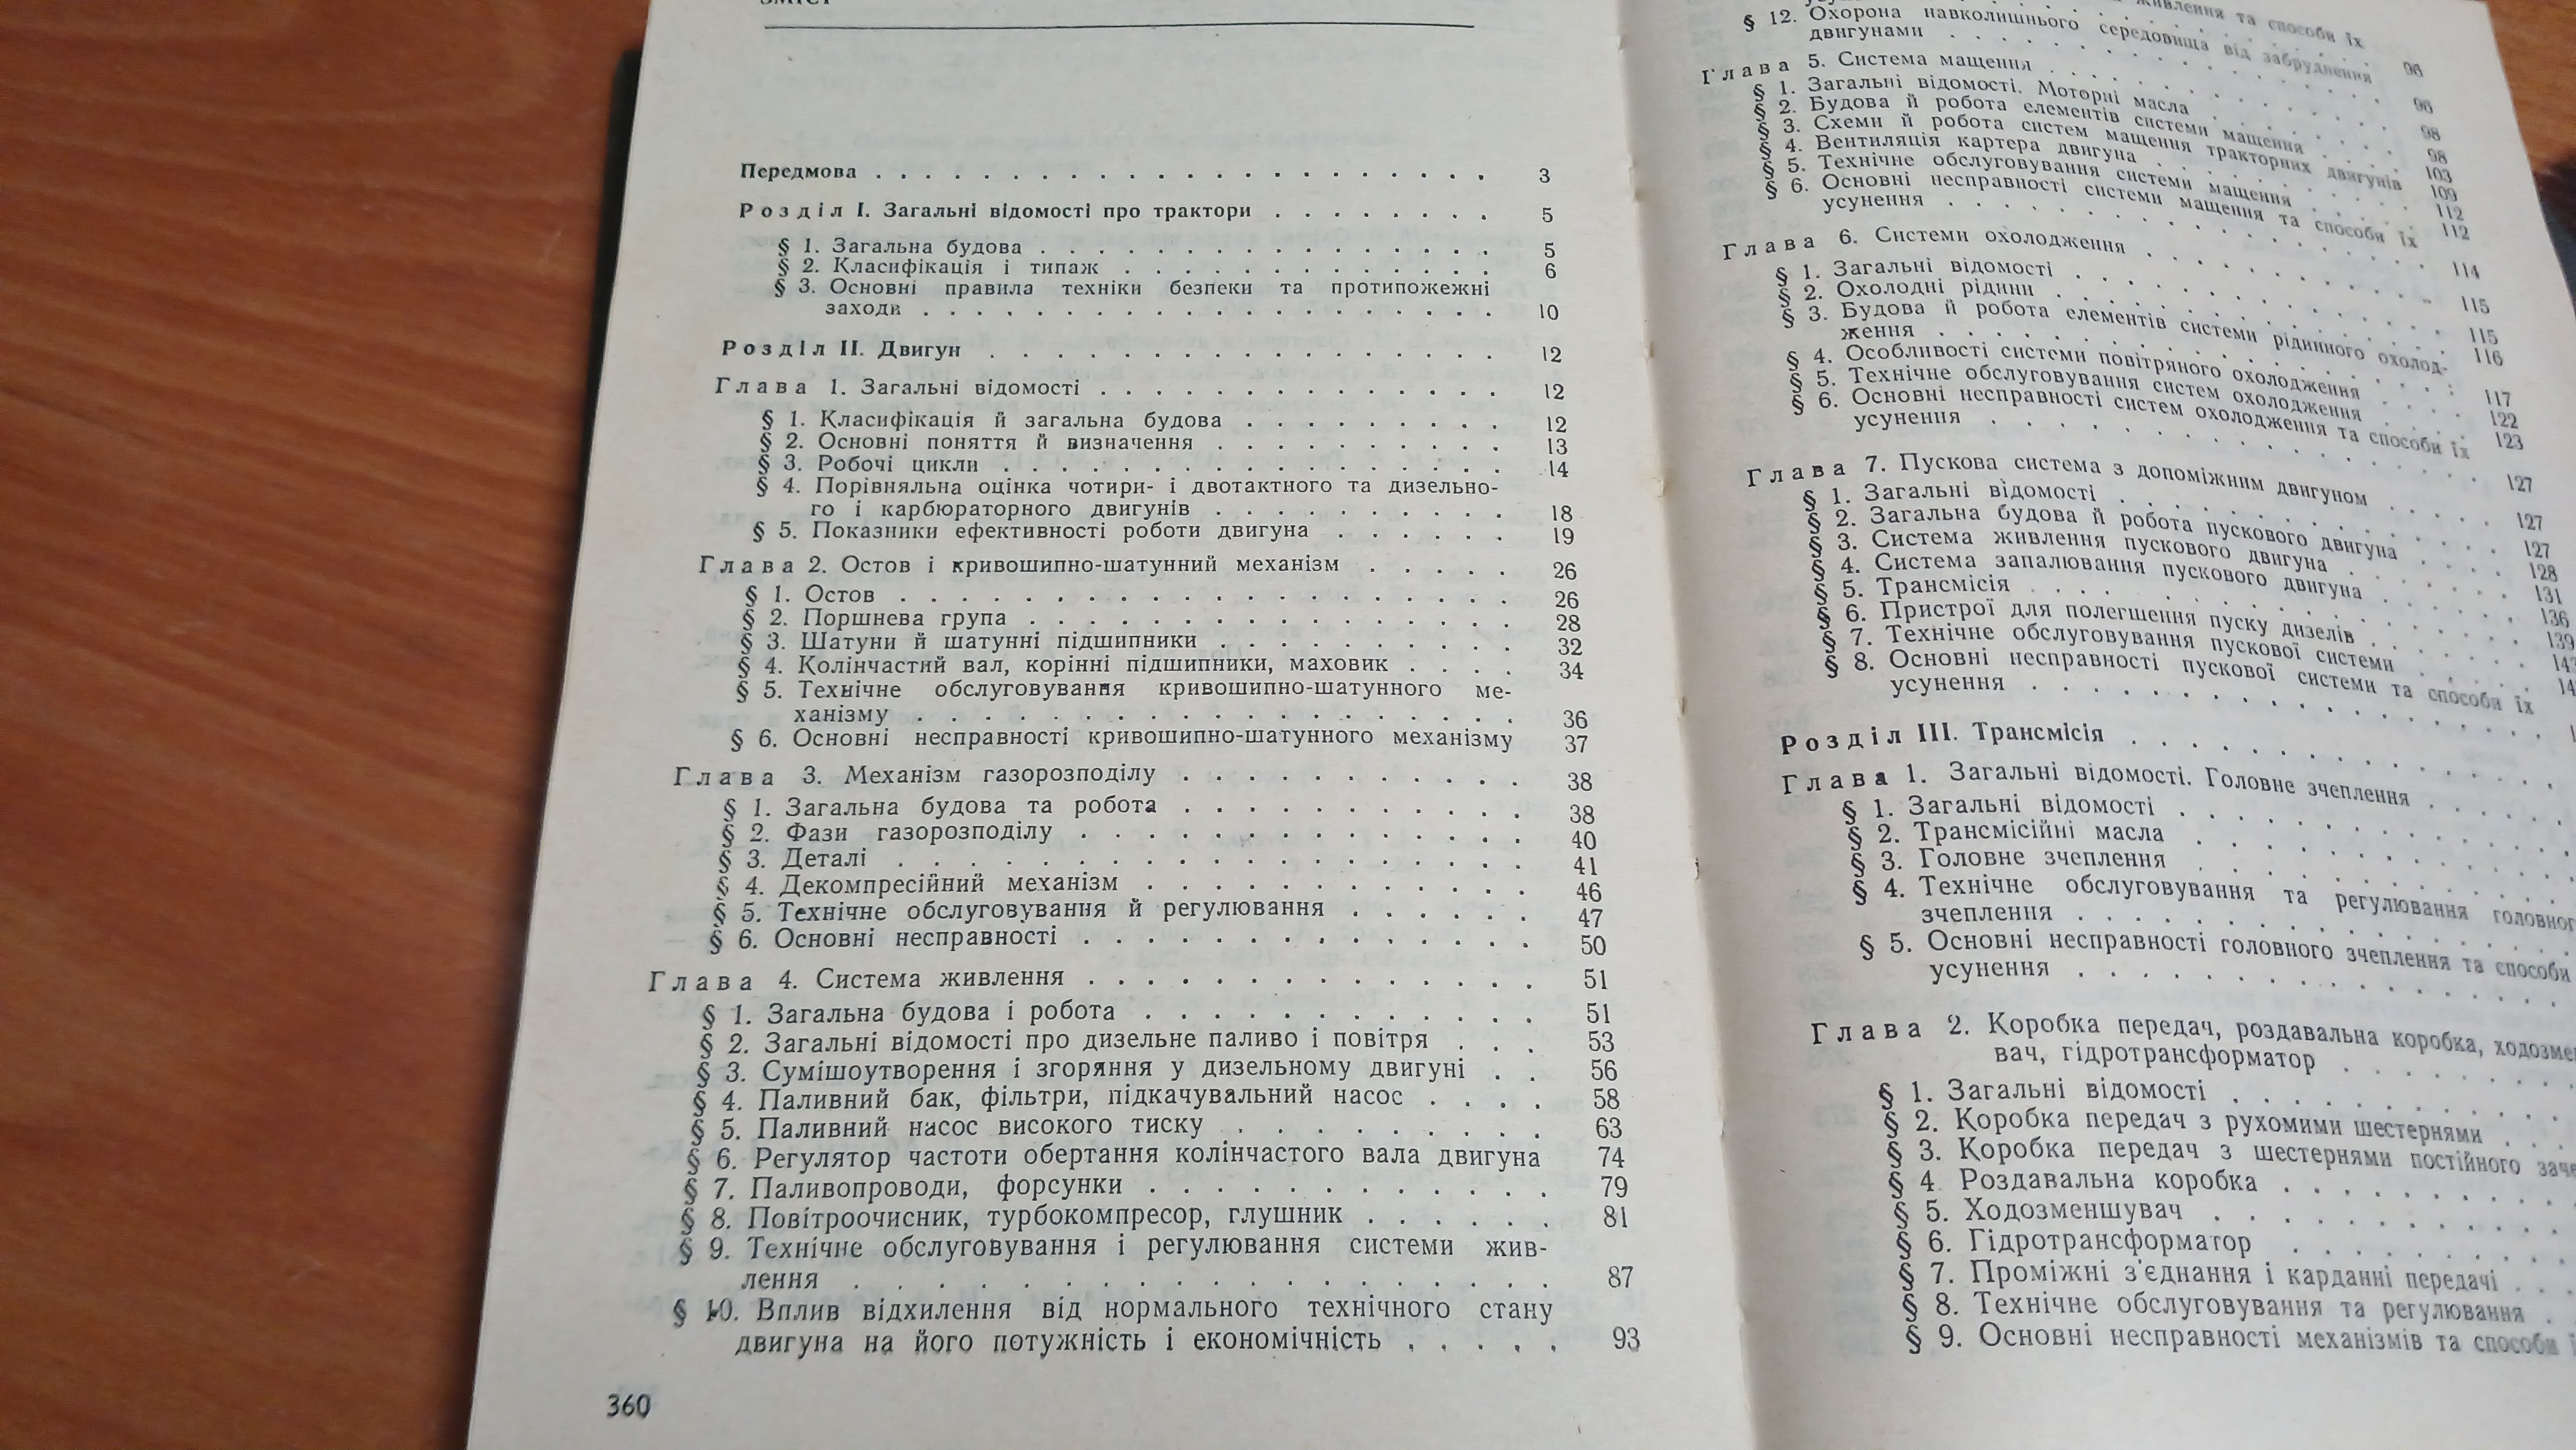 ЗМІСТ
Передмова . . . . . . . . . . . . . . . . . . . . . . . 3
Розділ I. Загальні відомості про трактори . . . . . . . . 5
§ 1. Загальна будова . . . . . . . . . . . . . . . . . 5
§ 2. Класифікація і типаж . . . . . . . . . . . . . . 6
§ 3. Основні правила техніки безпеки та протипожежні
заходи . . . . . . . . . . . . . . . . . . . . . 10
Розділ II. Двигун . . . . . . . . . . . . . . . . . . . 12
Глава 1. Загальні відомості . . . . . . . . . . . . . . . 12
§ 1. Класифікація й загальна будова . . . . . . . . . . 12
§ 2. Основні поняття й визначення . . . . . . . . . . . 13
§ 3. Робочі цикли . . . . . . . . . . . . . . . . . . 14
§ 4. Порівняльна оцінка чотири- і двотактного та дизельно-
го і карбюраторного двигунів . . . . . . . . . . . 18
§ 5. Показники ефективності роботи двигуна . . . . . . 19
Глава 2. Остов і кривошипно-шатунний механізм . . . . . 26
§ 1. Остов . . . . . . . . . . . . . . . . . . . . 26
§ 2. Поршнева група . . . . . . . . . . . . . . . . 28
§ 3. Шатуни й шатунні підшипники . . . . . . . . . . . 32
§ 4. Колінчастий вал, корінні підшипники, маховик . . . . 34
§ 5. Технічне обслуговування кривошипно-шатунного ме-
ханізму . . . . . . . . . . . . . . . . . . 36
§ 6. Основні несправності кривошипно-шатунного механізму 37
Глава 3. Механізм газорозподілу . . . . . . . . . . . 38
§ 1. Загальна будова та робота . . . . . . . . . . . 38
§ 2. Фази газорозподілу . . . . . . . . . . . . . . 40
§ 3. Деталі . . . . . . . . . . . . . . . . . . . 41
§ 4. Декомпресійний механізм . . . . . . . . . . . . 46
§ 5. Технічне обслуговування й регулювання . . . . . . 47
§ 6. Основні несправності . . . . . . . . . . . . . . 50
Глава 4. Система живлення . . . . . . . . . . . . . . 51
§ 1. Загальна будова і робота . . . . . . . . . . . . 51
§ 2. Загальні відомості про дизельне паливо і повітря . . . 53
§ 3. Сумішоутворення і згоряння у дизельному двигуні . . 56
§ 4. Паливний бак, фільтри, підкачувальний насос . . . . 58
§ 5. Паливний насос високого тиску . . . . . . . . . 63
§ 6. Регулятор частоти обертання колінчастого вала двигуна 74
§ 7. Паливопроводи, форсунки . . . . . . . . . . . . 79
§ 8. Повітроочисник, турбокомпресор, глушник . . . . . . 81
§ 9. Технічне обслуговування і регулювання системи жив-
лення . . . . . . . . . . . . . . . . . . 87
§ 10. Вплив відхилення від нормального технічного стану
двигуна на його потужність і економічність . . . . . 93
360
живлення та способи їх
96
§ 12. Охорона навколишнього середовища від забруднення
двигунами . . . . . . . . . . . . . 96
Глава 5. Система мащення . . . . . . . . . . 98
§ 1. Загальні відомості. Моторні масла . . . . . . . 98
§ 2. Будова й робота елементів системи мащення . . . . 103
§ 3. Схеми й робота систем мащення тракторних двигунів 109
§ 4. Вентиляція картера двигуна . . . . . . . . 112
§ 5. Технічне обслуговування системи мащення . . . . 112
§ 6. Основні несправності системи мащення та способи їх
усунення . . . . . . . . . . . . . 114
Глава 6. Системи охолодження . . . . . . . . . 115
§ 1. Загальні відомості . . . . . . . . . . . 115
§ 2. Охолодні рідини . . . . . . . . . . . . 116
§ 3. Будова й робота елементів системи рідинного охолод-
ження . . . . . . . . . . . . . . 117
§ 4. Особливості системи повітряного охолодження . . . . 122
§ 5. Технічне обслуговування систем охолодження . . . . 123
§ 6. Основні несправності систем охолодження та способи їх
усунення . . . . . . . . . . . . . 127
Глава 7. Пускова система з допоміжним двигуном . . . . . 127
§ 1. Загальні відомості . . . . . . . . . . . 127
§ 2. Загальна будова й робота пускового двигуна . . . . 128
§ 3. Система живлення пускового двигуна . . . . . . 131
§ 4. Система запалювання пускового двигуна . . . . . 136
§ 5. Трансмісія . . . . . . . . . . . . . 139
§ 6. Пристрої для полегшення пуску дизелів . . . . . .
§ 7. Технічне обслуговування пускової системи . . . . .
§ 8. Основні несправності пускової системи та способи їх
усунення . . . . . . . . . . . . .
Розділ III. Трансмісія . . . . . . . . . . . .
Глава 1. Загальні відомості. Головне зчеплення . . . . .
§ 1. Загальні відомості . . . . . . . . . . .
§ 2. Трансмісійні масла . . . . . . . . . . .
§ 3. Головне зчеплення . . . . . . . . . . .
§ 4. Технічне обслуговування та регулювання
зчеплення . . . . . . . . . . . . .
§ 5. Основні несправності головного зчеплення та способи
усунення . . . . . . . . . . . . .
Глава 2. Коробка передач, роздавальна коробка,
вач, гідротрансформатор . . . . . . . .
§ 1. Загальні відомості . . . . . . . . . . .
§ 2. Коробка передач з рухомими шестернями . . .
§ 3. Коробка передач з шестернями постійного
§ 4. Роздавальна коробка . . . . . . . . .
§ 5. Ходозменшувач . . . . . . . . . . . .
§ 6. Гідротрансформатор . . . . . . . . .
§ 7. Проміжні з'єднання і карданні передачі . . .
§ 8. Технічне обслуговування та регулювання .
§ 9. Основні несправності механізмів та способи